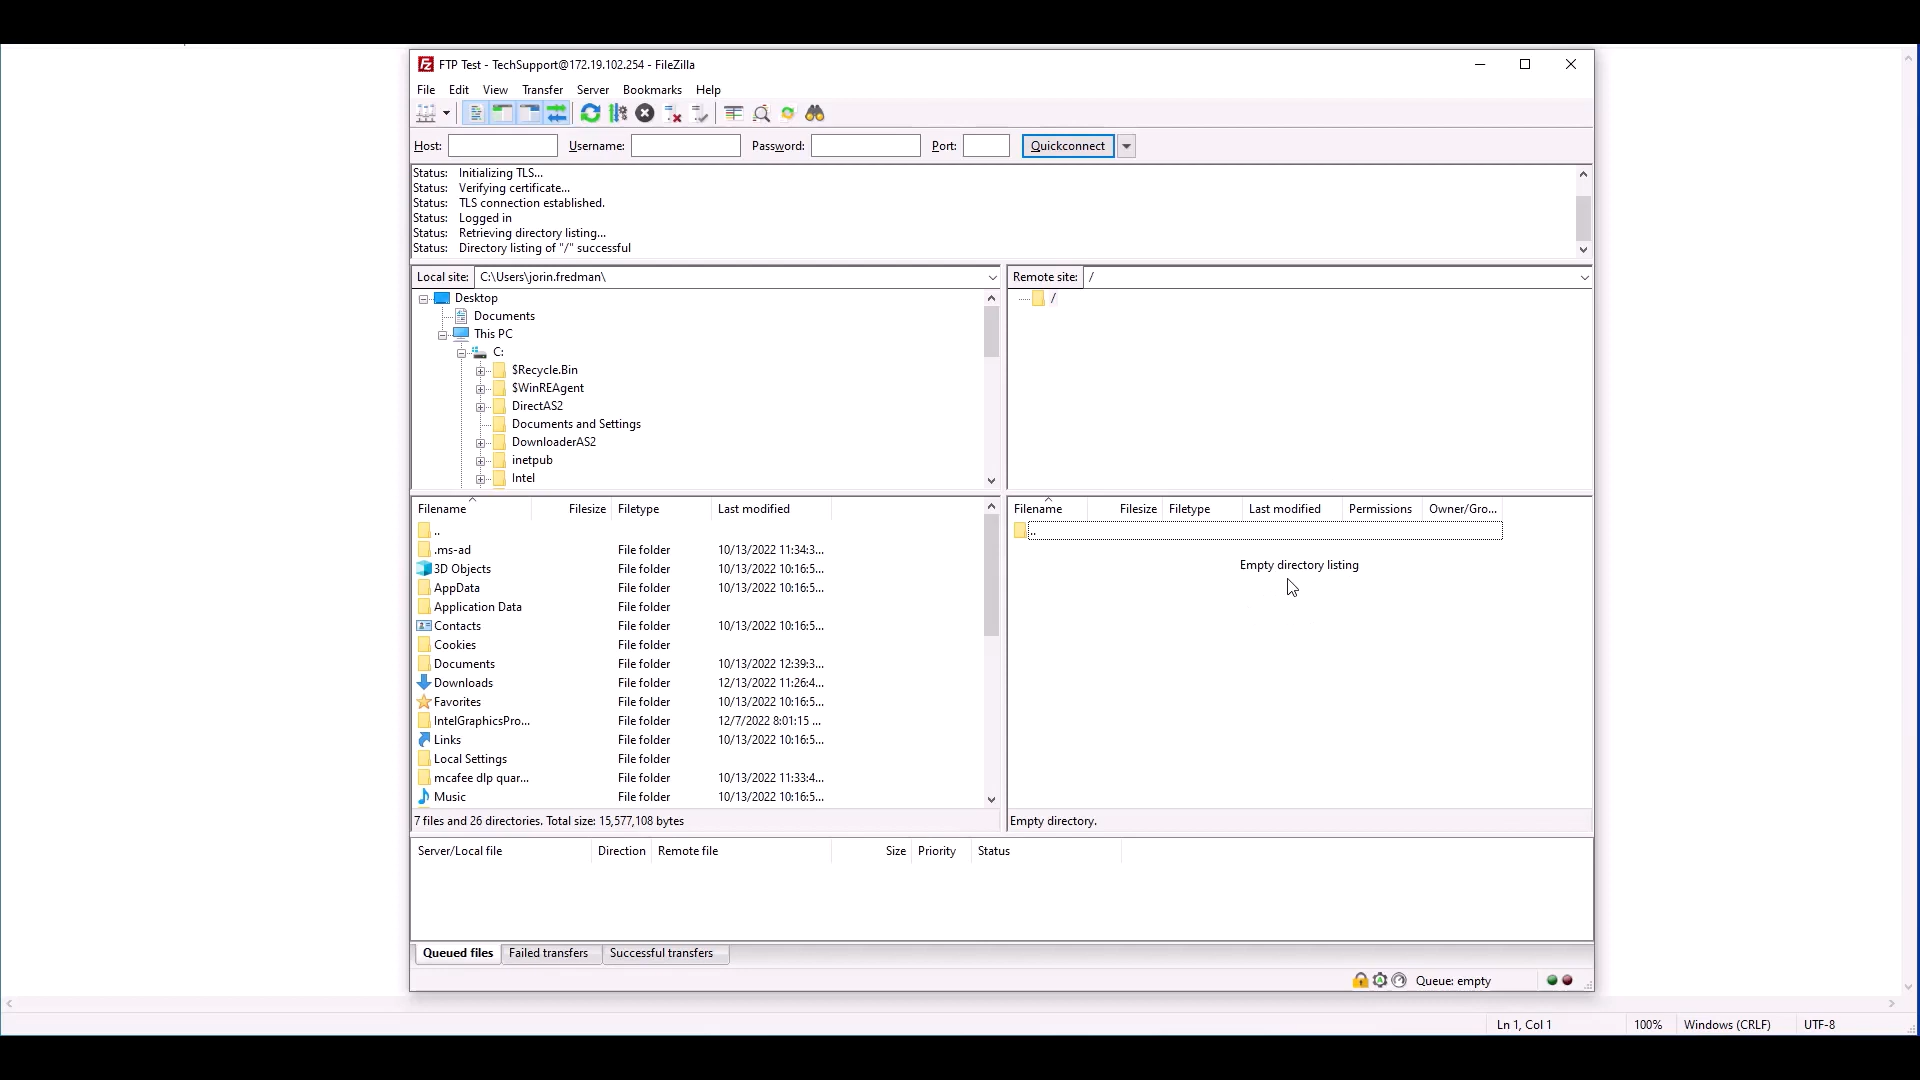 FTP Test - TechSupport@172.19.102.254 - FileZilla
File Edit View Transfer Server Bookmarks Help
Host: Username: Password: Port: Quickconnect
Status: Initializing TLS...
Status: Verifying certificate...
Status: TLS connection established.
Status: Logged in
Status: Retrieving directory listing...
Status: Directory listing of "/" successful
Local site: C:\Users\jorin.fredman\
Desktop
Documents
This PC
C:
$Recycle.Bin
$WinREAgent
DirectAS2
Documents and Settings
DownloaderAS2
inetpub
Intel
Remote site: /
/
Filename Filesize Filetype Last modified
..
.ms-ad File folder 10/13/2022 11:34:3...
3D Objects File folder 10/13/2022 10:16:5...
AppData File folder 10/13/2022 10:16:5...
Application Data File folder
Contacts File folder 10/13/2022 10:16:5...
Cookies File folder
Documents File folder 10/13/2022 12:39:3...
Downloads File folder 12/13/2022 11:26:4...
Favorites File folder 10/13/2022 10:16:5...
IntelGraphicsPro... File folder 12/7/2022 8:01:15 ...
Links File folder 10/13/2022 10:16:5...
Local Settings File folder
mcafee dlp quar... File folder 10/13/2022 11:33:4...
Music File folder 10/13/2022 10:16:5...
7 files and 26 directories. Total size: 15,577,108 bytes
Filename Filesize Filetype Last modified Permissions Owner/Gro...
..
Empty directory listing
Empty directory.
Server/Local file Direction Remote file Size Priority Status
Queued files Failed transfers Successful transfers
Queue: empty
Ln 1, Col 1 100% Windows (CRLF) UTF-8